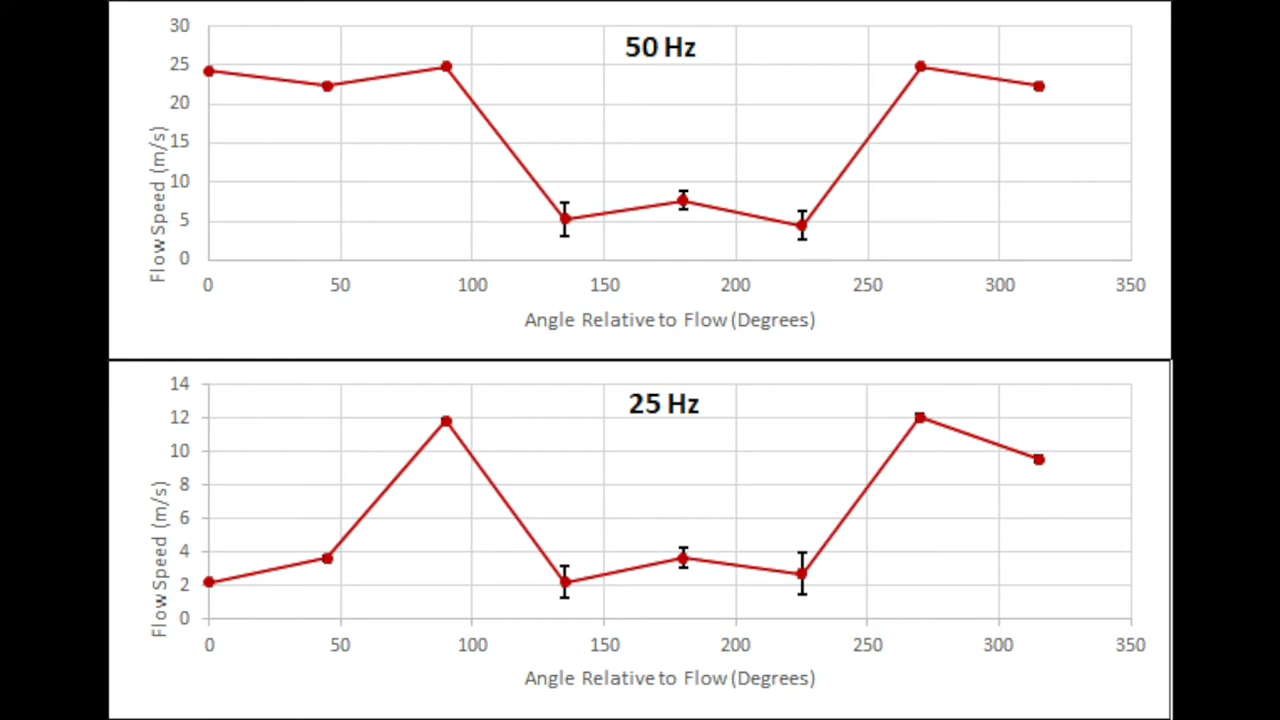 50 Hz
30
25
20
15
10
5
0
Flow Speed (m/s)
0 50 100 150 200 250 300 350
Angle Relative to Flow (Degrees)
25 Hz
14
12
10
8
6
4
2
0
Flow Speed (m/s)
0 50 100 150 200 250 300 350
Angle Relative to Flow (Degrees)